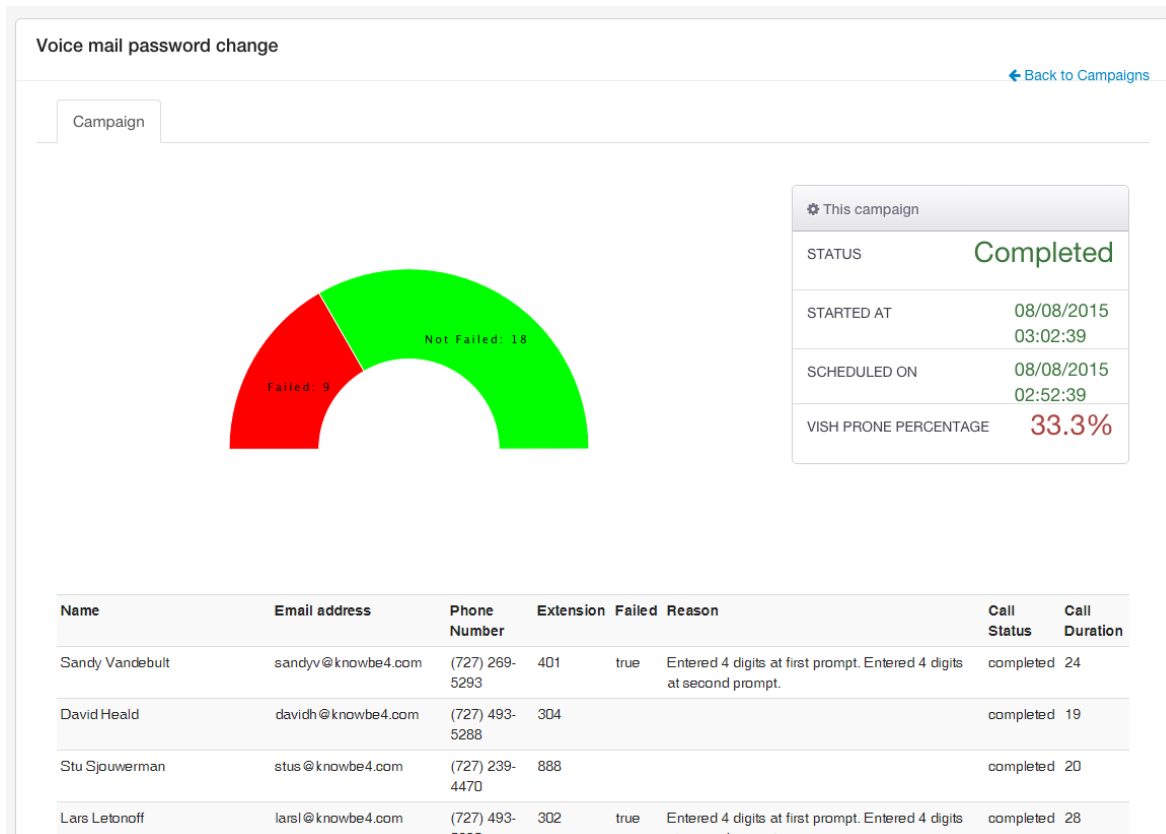 Voice mail password change
Back to Campaigns
Campaign
This campaign
STATUS Completed
STARTED AT 08/08/2015
03:02:39
SCHEDULED ON 08/08/2015
02:52:39
VISH PRONE PERCENTAGE 33.3%
Not Failed: 18
Failed: 9
Name Email address Phone Extension Failed Reason Call Call
Number Status Duration
Sandy Vandebult sandyv@knowbe4.com (727) 269- 401 true Entered 4 digits at first prompt. Entered 4 digits completed 24
5293 at second prompt.
David Heald davidh@knowbe4.com (727) 493- 304 completed 19
5288
Stu Sjouwerman stus@knowbe4.com (727) 239- 888 completed 20
4470
Lars Letonoff larsl@knowbe4.com (727) 493- 302 true Entered 4 digits at first prompt. Entered 4 digits completed 28